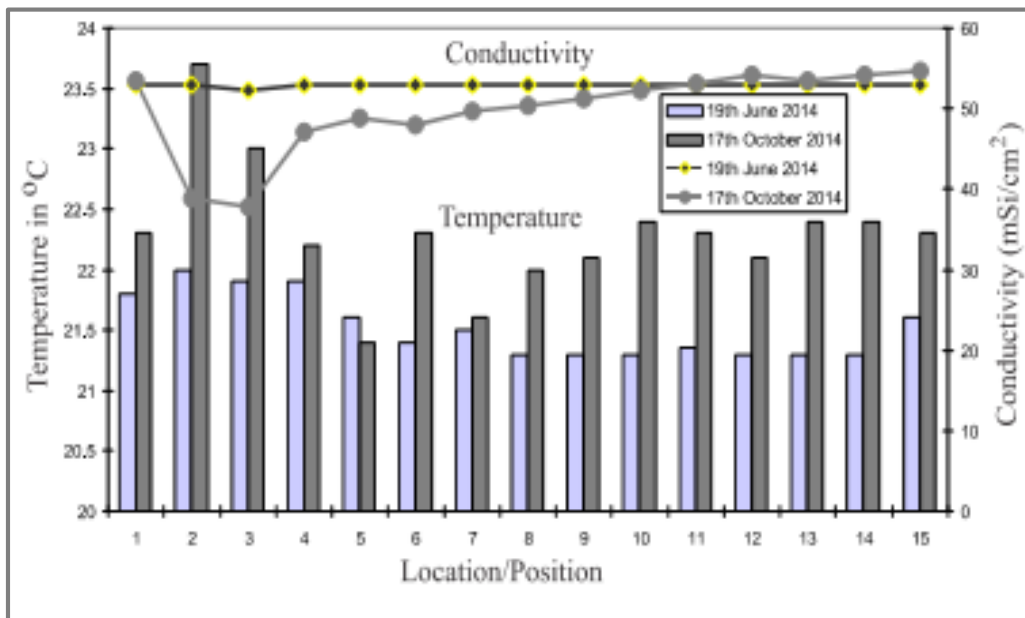 Conductivity
Temperature
19th June 2014
17th October 2014
19th June 2014
17th October 2014
Temperature in ⁰C
24
23.5
23
22.5
22
21.5
21
20.5
20
60
50
40
30
20
10
0
Conductivity (mSi/cm²)
1 2 3 4 5 6 7 8 9 10 11 12 13 14 15
Location/Position